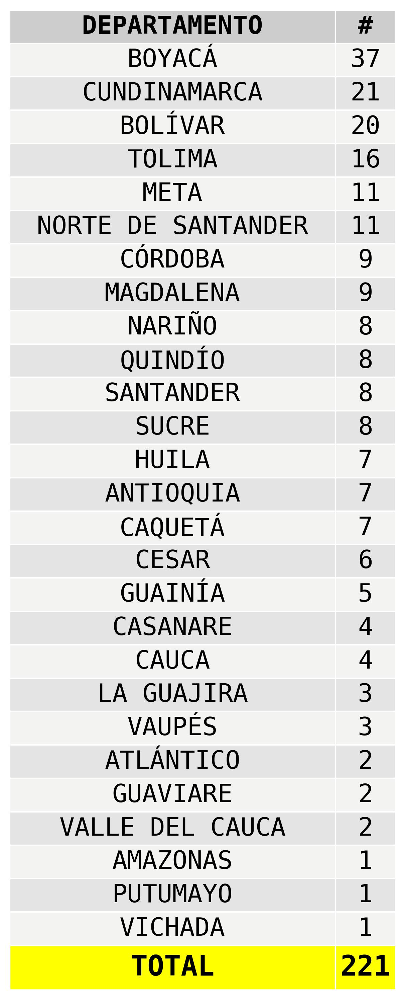 DEPARTAMENTO #
BOYACÁ 37
CUNDINAMARCA 21
BOLÍVAR 20
TOLIMA 16
META 11
NORTE DE SANTANDER 11
CÓRDOBA 9
MAGDALENA 9
NARIÑO 8
QUINDÍO 8
SANTANDER 8
SUCRE 8
HUILA 7
ANTIOQUIA 7
CAQUETÁ 7
CESAR 6
GUAINÍA 5
CASANARE 4
CAUCA 4
LA GUAJIRA 3
VAUPÉS 3
ATLÁNTICO 2
GUAVIARE 2
VALLE DEL CAUCA 2
AMAZONAS 1
PUTUMAYO 1
VICHADA 1
TOTAL 221